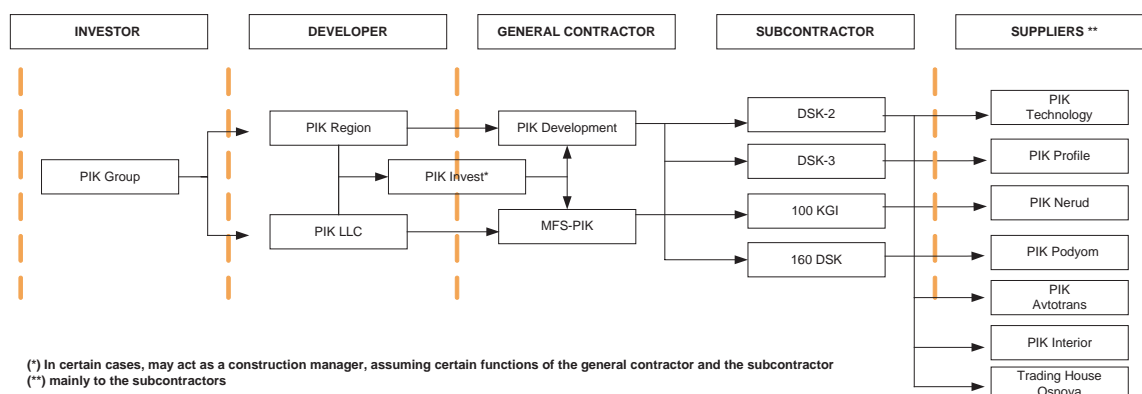 INVESTOR
DEVELOPER
GENERAL CONTRACTOR
SUBCONTRACTOR
SUPPLIERS **
PIK Group
PIK Region
PIK LLC
PIK Invest*
PIK Development
MFS-PIK
DSK-2
DSK-3
100 KGI
160 DSK
PIK
Technology
PIK Profile
PIK Nerud
PIK Podyom
PIK
Avtotrans
PIK Interior
Trading House
Osnova
(*) In certain cases, may act as a construction manager, assuming certain functions of the general contractor and the subcontractor
(**) mainly to the subcontractors